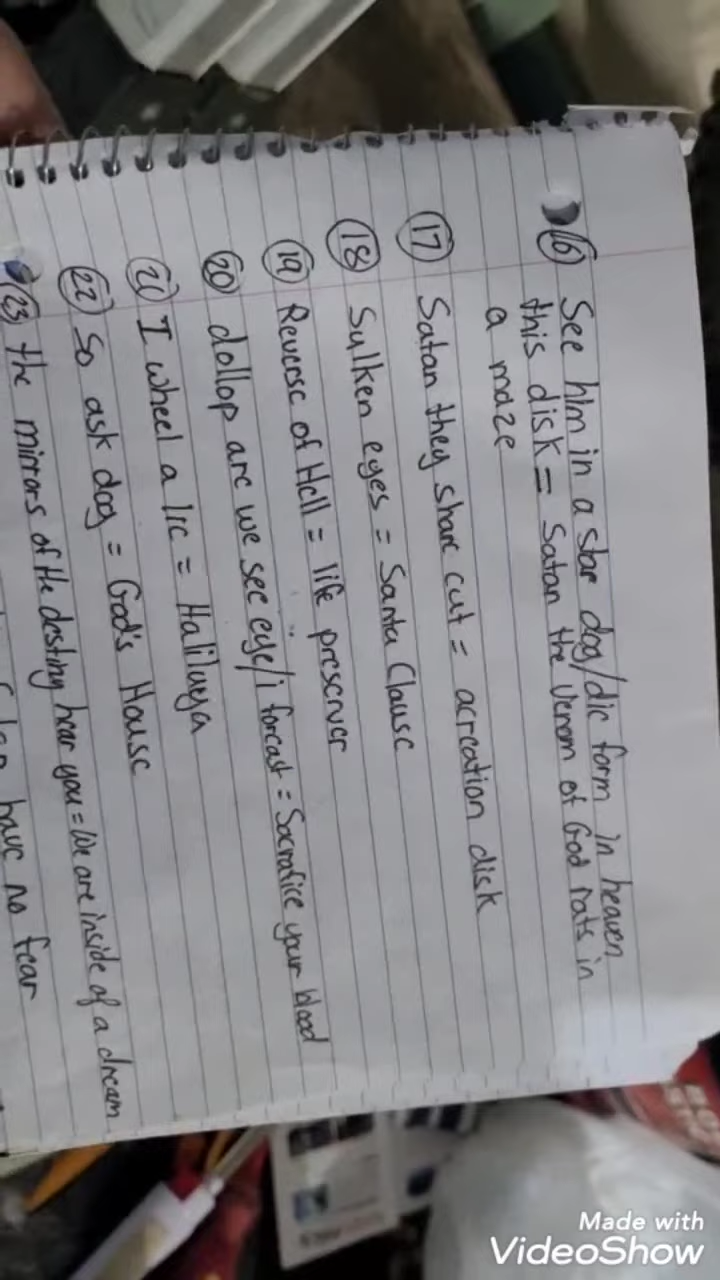 16 See him in a star dog/die form in heaven
this disk = Satan the Venom of God rats in
a maze
17 Satan they share cut = acreation disk
18 Sulken eyes = Santa Clause
19 Reverse of Hell = life preserver
20 dollop are we see eye/i forcast = Sacrafice your blood
21 I wheel a lie = Haliluya
22 So ask dog = God's House
23 the mirrors of the destiny hear you = We are inside of a dream
have no fear
Made with
VideoShow